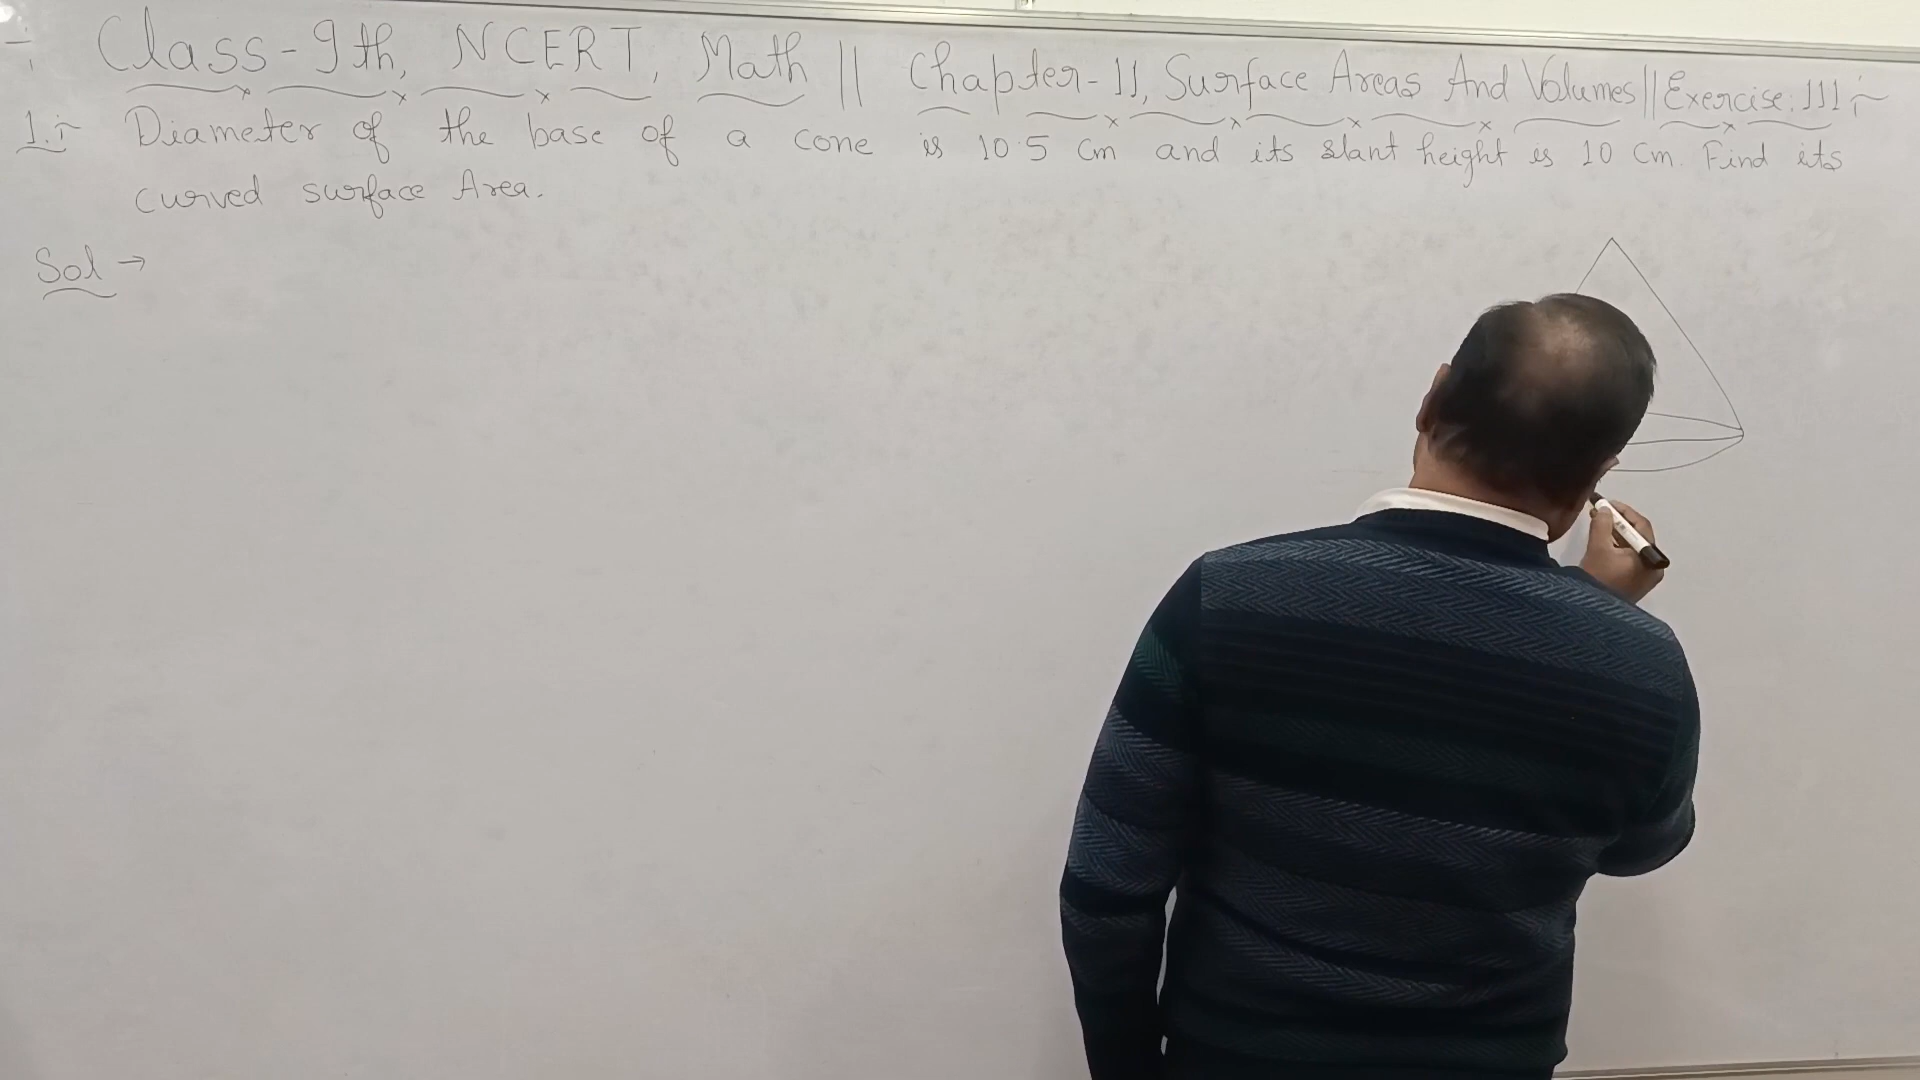 Class-9th, NCERT, Math || Chapter-11, Surface Areas And Volumes || Exercise: 11.1 :-
1.:- Diameter of the base of a cone is 10.5 cm and its slant height is 10 cm. Find its
curved surface Area.
Sol →